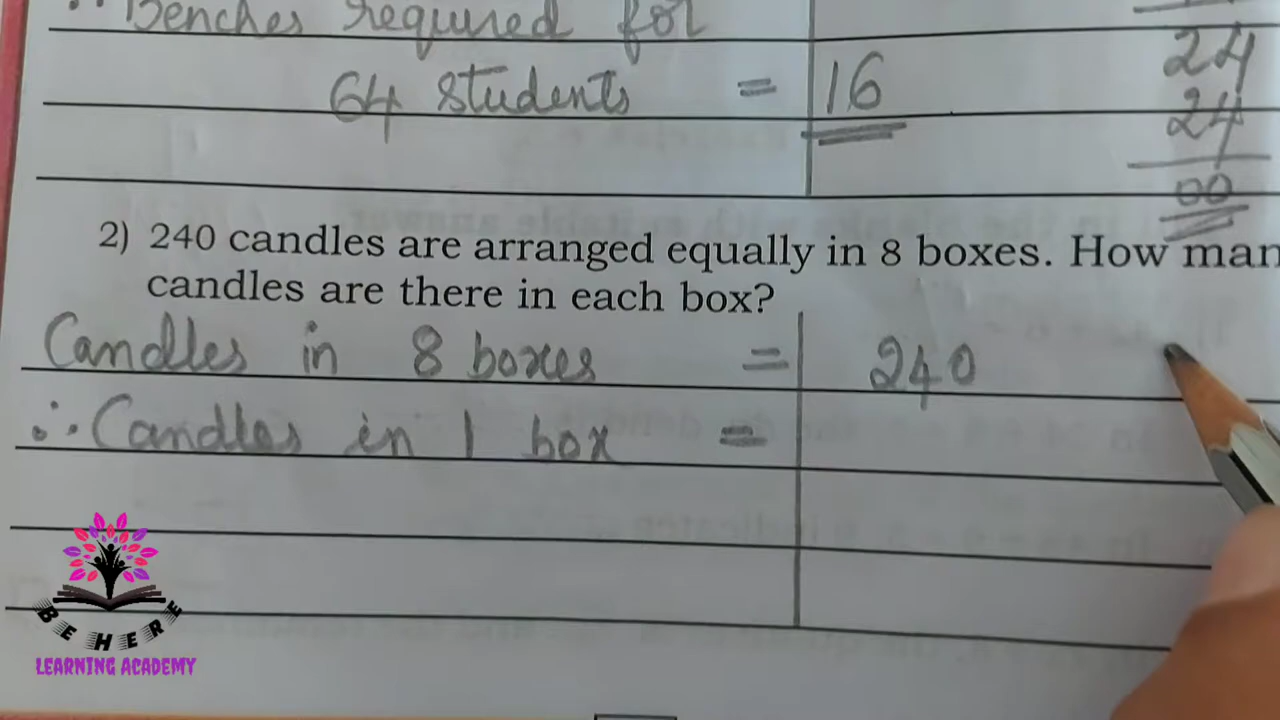 ∴ Benches required for
64 students = 16
24
24
00
2) 240 candles are arranged equally in 8 boxes. How man
candles are there in each box?
Candles in 8 boxes = 240
∴ Candles in 1 box =
BE HERE
LEARNING ACADEMY